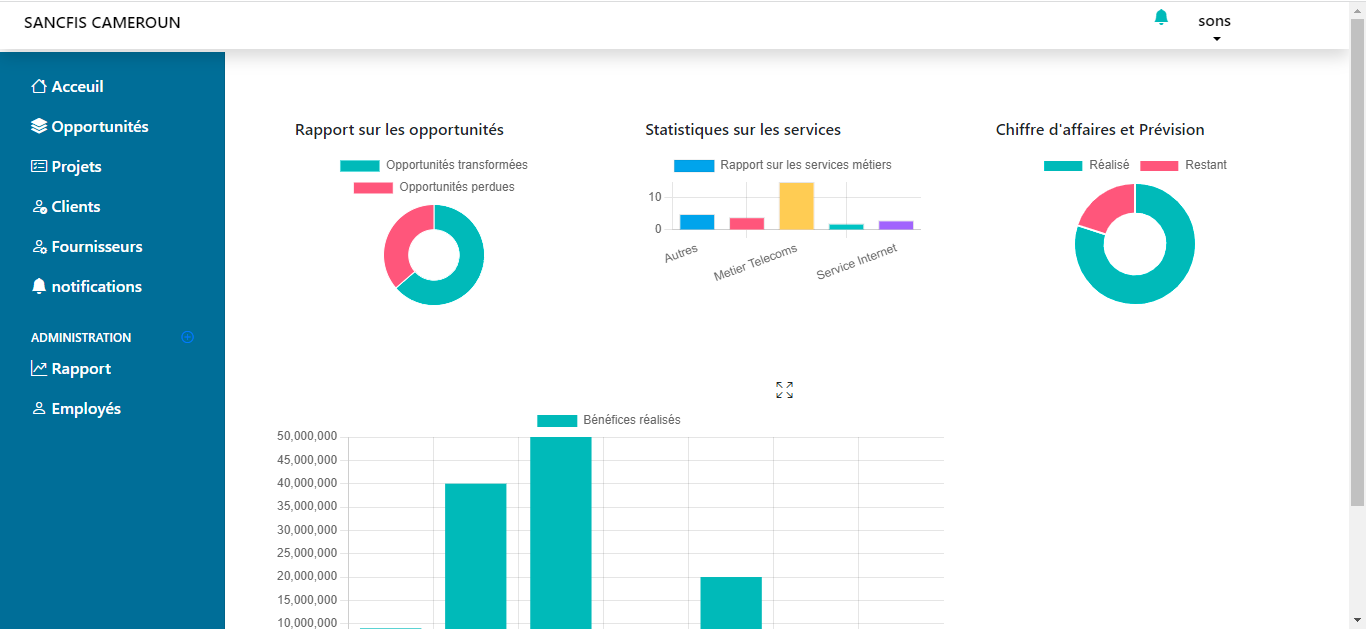 SANCFIS CAMEROUN
sons
Acceuil
Opportunités
Projets
Clients
Fournisseurs
notifications
ADMINISTRATION
Rapport
Employés
Rapport sur les opportunités
Opportunités transformées
Opportunités perdues
Statistiques sur les services
Rapport sur les services métiers
10
0
Autres
Metier Telecoms
Service Internet
Chiffre d'affaires et Prévision
Réalisé
Restant
Bénéfices réalisés
50,000,000
45,000,000
40,000,000
35,000,000
30,000,000
25,000,000
20,000,000
15,000,000
10,000,000